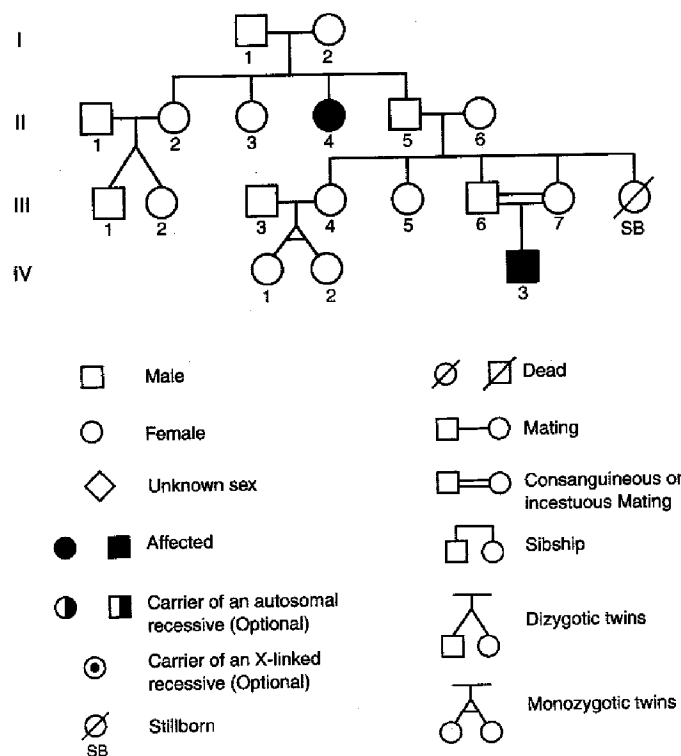 I
1 2
II
1 2 3 4 5 6
III
1 2 3 4 5 6 7 SB
IV
1 2 3
Male
Female
Unknown sex
Affected
Carrier of an autosomal
recessive (Optional)
Carrier of an X-linked
recessive (Optional)
Stillborn
SB
Dead
Mating
Consanguineous or
incestuous Mating
Sibship
Dizygotic twins
Monozygotic twins